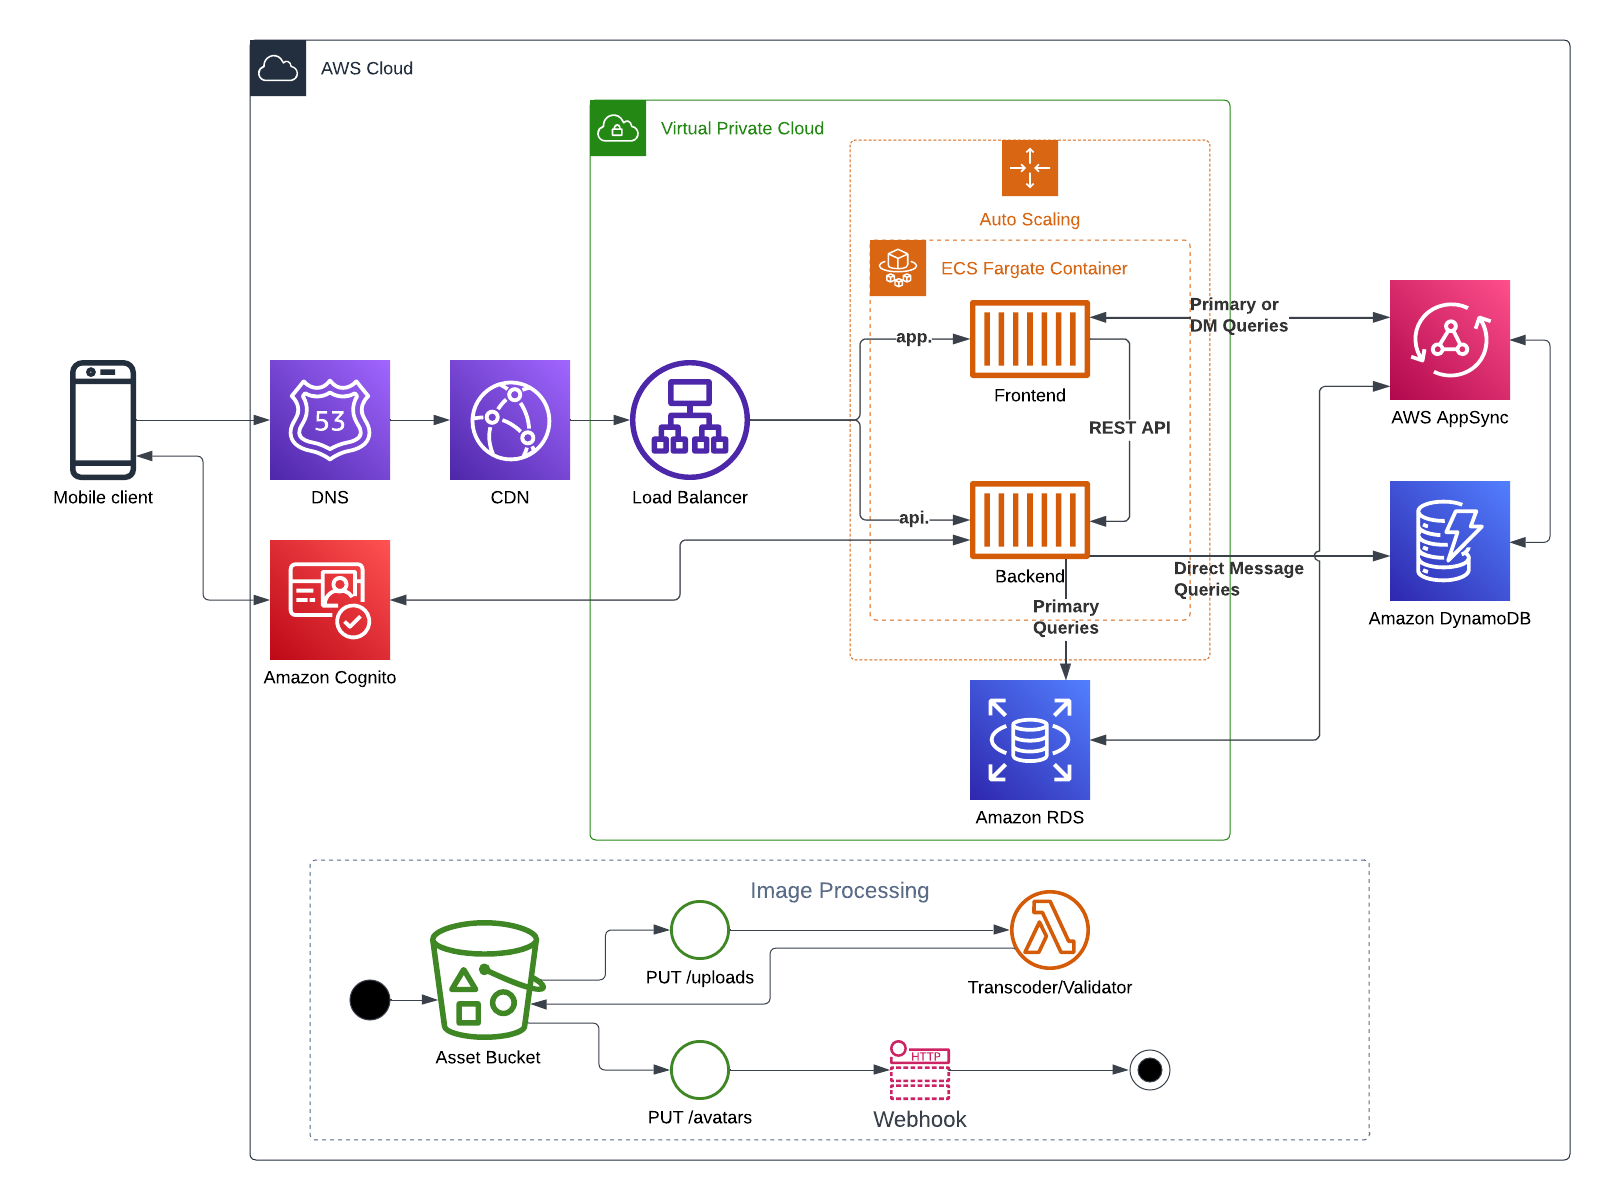 AWS Cloud
Virtual Private Cloud
Auto Scaling
ECS Fargate Container
Primary or
DM Queries
app.
Frontend
AWS AppSync
53
REST API
Mobile client
DNS
CDN
Load Balancer
api.
Backend
Direct Message
Queries
Primary
Queries
Amazon DynamoDB
Amazon Cognito
Amazon RDS
Image Processing
PUT /uploads
Transcoder/Validator
Asset Bucket
HTTP
PUT /avatars
Webhook